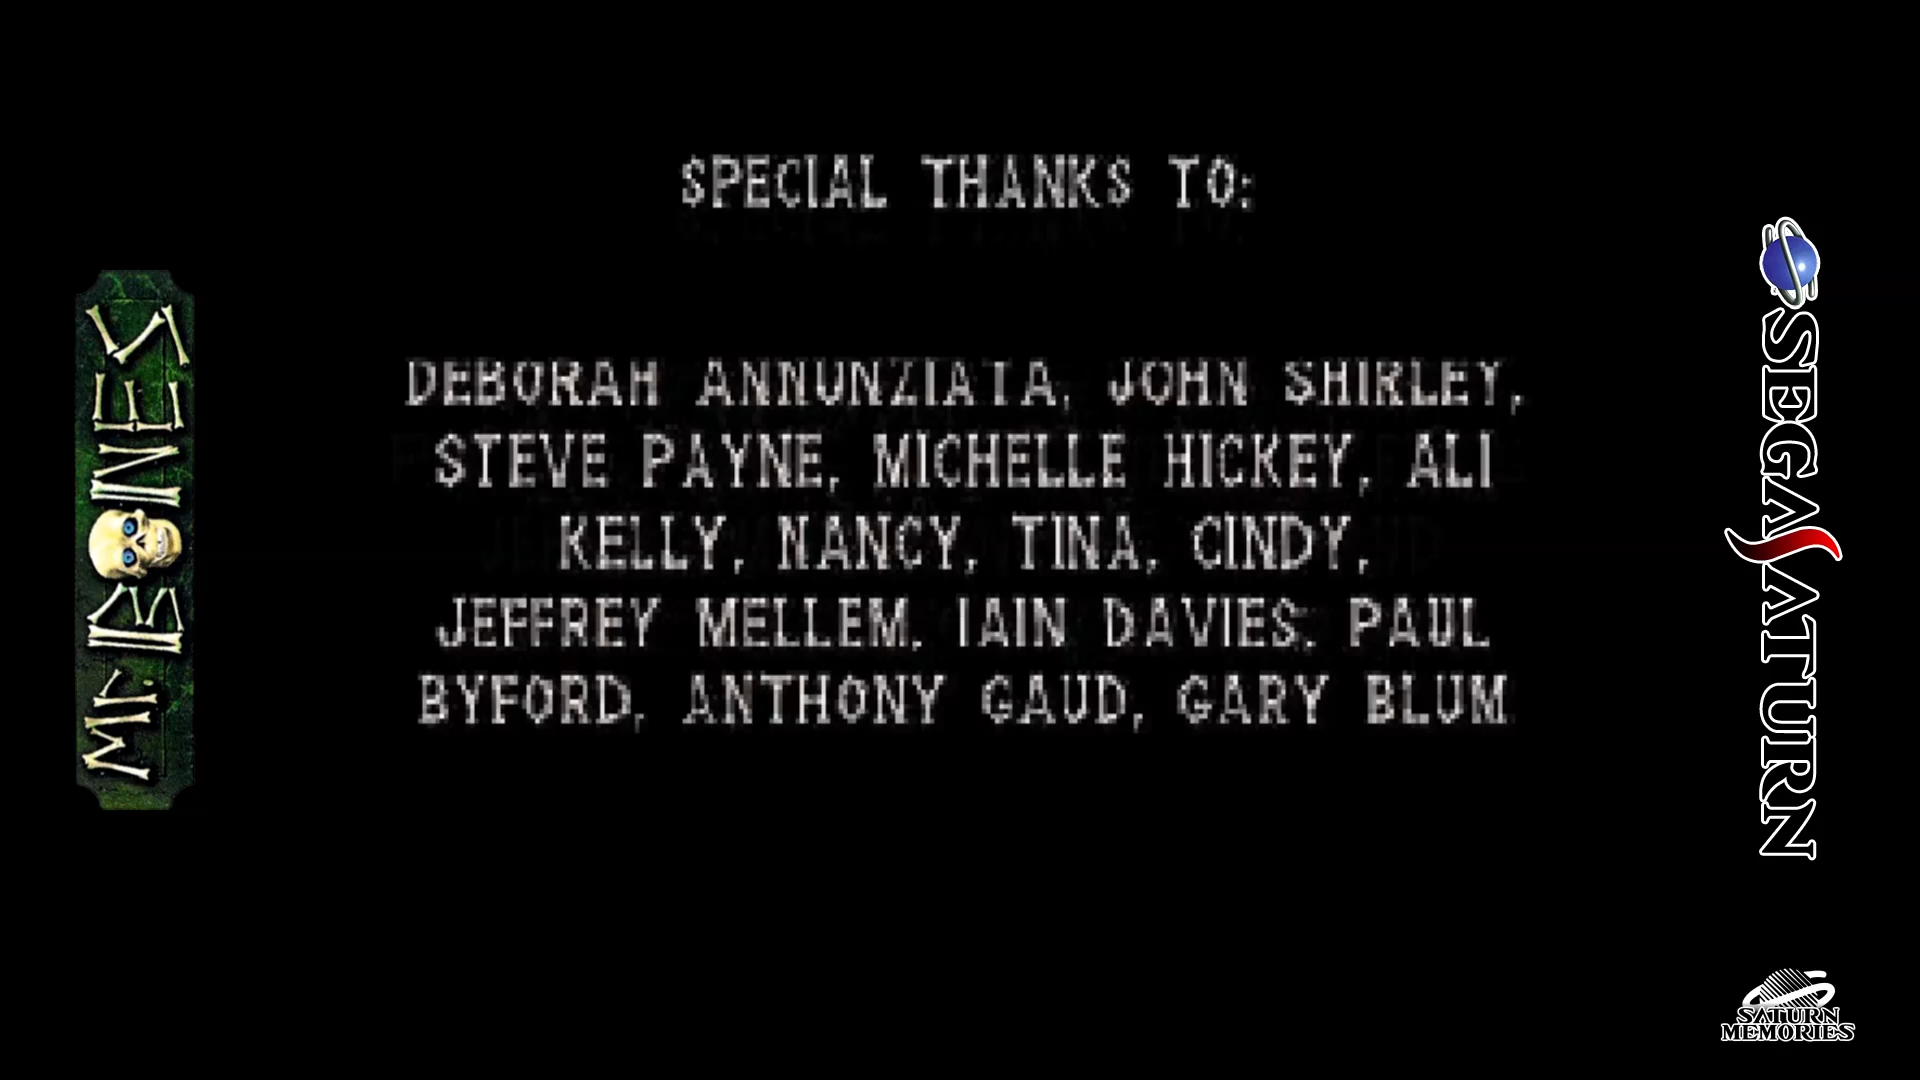 SPECIAL THANKS TO:
DEBORAH ANNUNZIATA, JOHN SHIRLEY,
STEVE PAYNE, MICHELLE HICKEY, ALI
KELLY, NANCY, TINA, CINDY,
JEFFREY MELLEM, IAIN DAVIES, PAUL
BYFORD, ANTHONY GAUD, GARY BLUM
Mr. BONES
SEGA SATURN
SATURN
MEMORIES